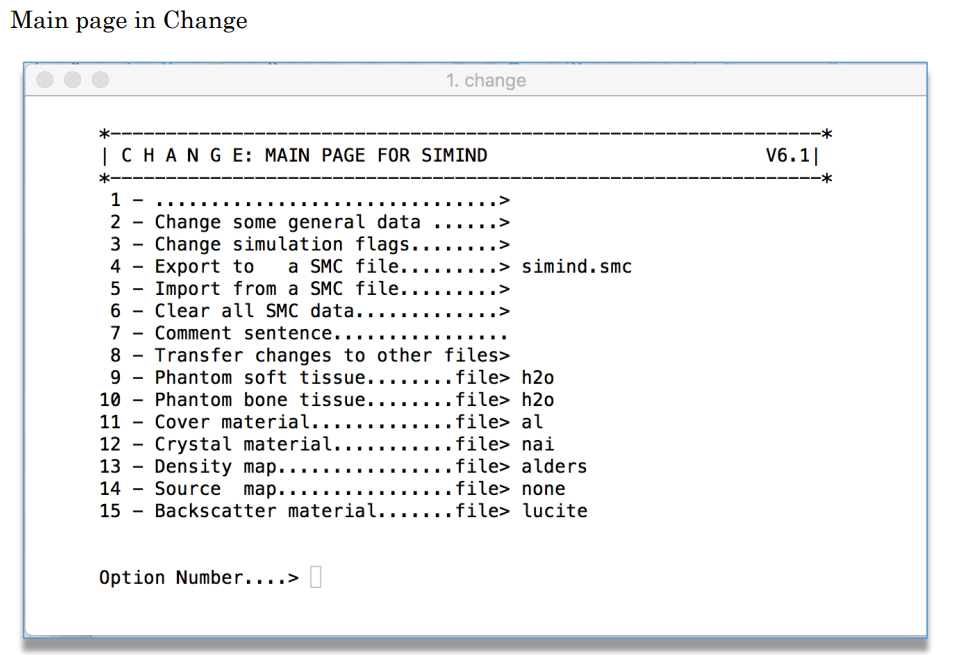 Main page in Change
1. change
*----------------------------------------------------------------*
| C H A N G E: MAIN PAGE FOR SIMIND                         V6.1|
*----------------------------------------------------------------*
1 - ...............................>
2 - Change some general data ......>
3 - Change simulation flags........>
4 - Export to   a SMC file.........> simind.smc
5 - Import from a SMC file.........>
6 - Clear all SMC data.............>
7 - Comment sentence................
8 - Transfer changes to other files>
9 - Phantom soft tissue........file> h2o
10 - Phantom bone tissue........file> h2o
11 - Cover material.............file> al
12 - Crystal material...........file> nai
13 - Density map................file> alders
14 - Source  map................file> none
15 - Backscatter material.......file> lucite
Option Number....>